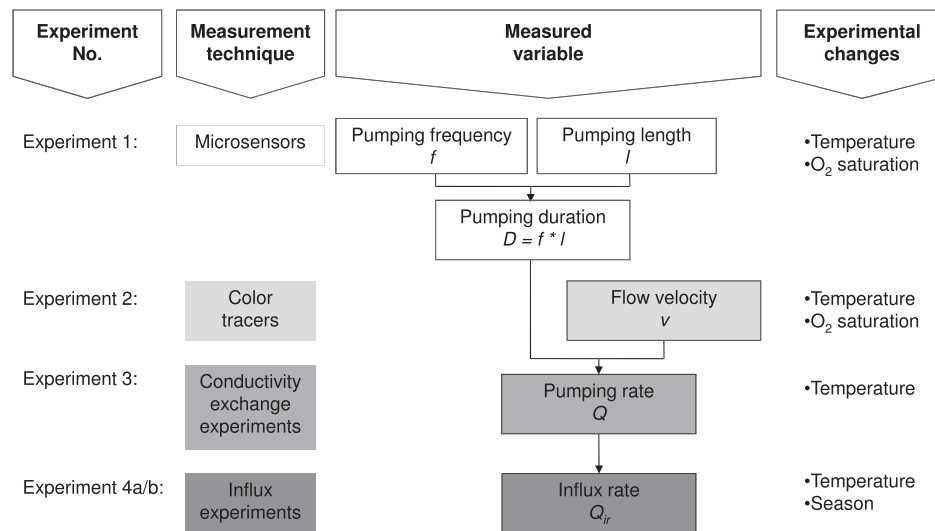 Experiment No.
Measurement technique
Measured variable
Experimental changes
Experiment 1:
Microsensors
Pumping frequency
f
Pumping length
l
•Temperature
•O2 saturation
Pumping duration
D = f * l
Experiment 2:
Color
tracers
Flow velocity
v
•Temperature
•O2 saturation
Experiment 3:
Conductivity
exchange
experiments
Pumping rate
Q
•Temperature
Experiment 4a/b:
Influx
experiments
Influx rate
Qir
•Temperature
•Season